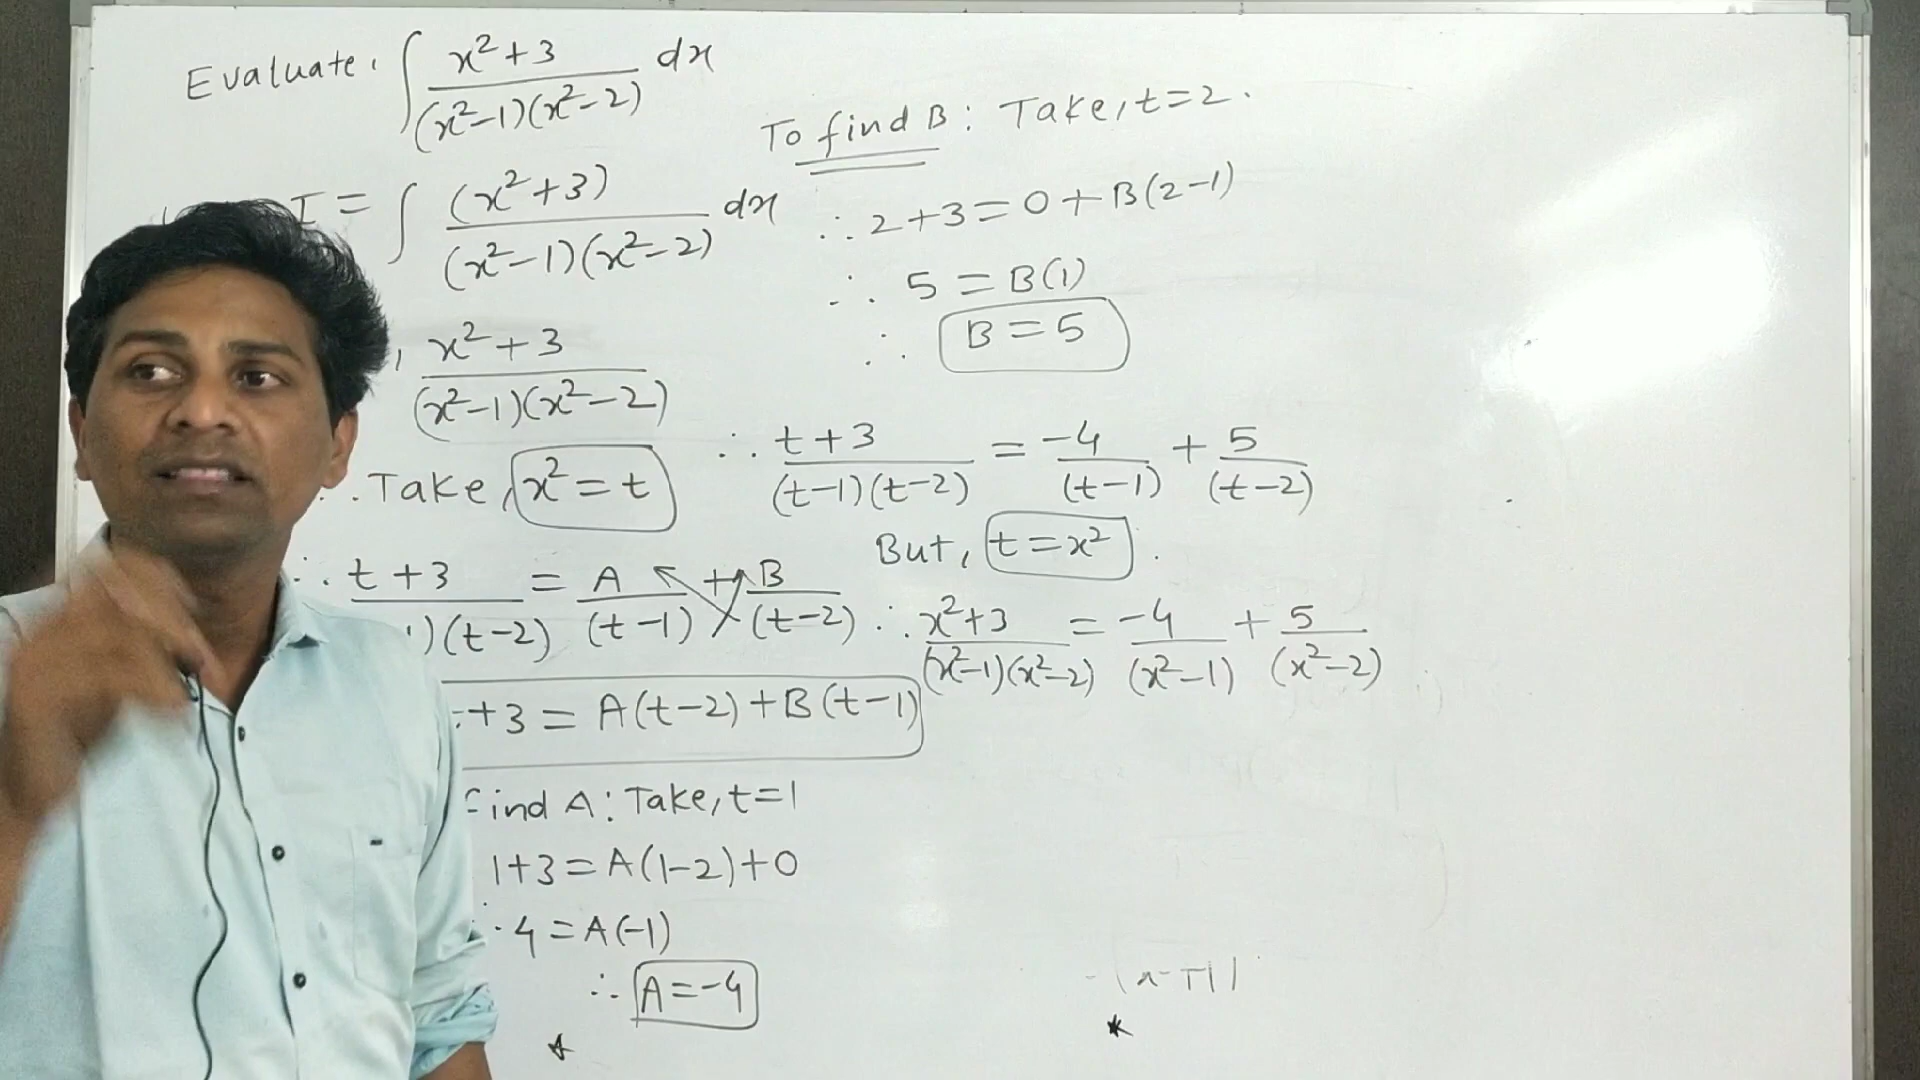 Evaluate, ∫ x²+3 / (x²-1)(x²-2) dx
I = ∫ (x²+3) / (x²-1)(x²-2) dx
, x²+3 / (x²-1)(x²-2)
∴ Take, x² = t
∴ t+3 / 1)(t-2) = A / (t-1) + B / (t-2)
+3 = A(t-2)+B(t-1)
find A: Take, t=1
1+3 = A(1-2)+0
∴ 4 = A(-1)
∴ A=-4
To find B: Take, t=2.
∴ 2+3=0+B(2-1)
∴ 5 = B(1)
∴ B = 5
∴ t+3 / (t-1)(t-2) = -4 / (t-1) + 5 / (t-2)
But, t = x².
∴ x²+3 / (x²-1)(x²-2) = -4 / (x²-1) + 5 / (x²-2)